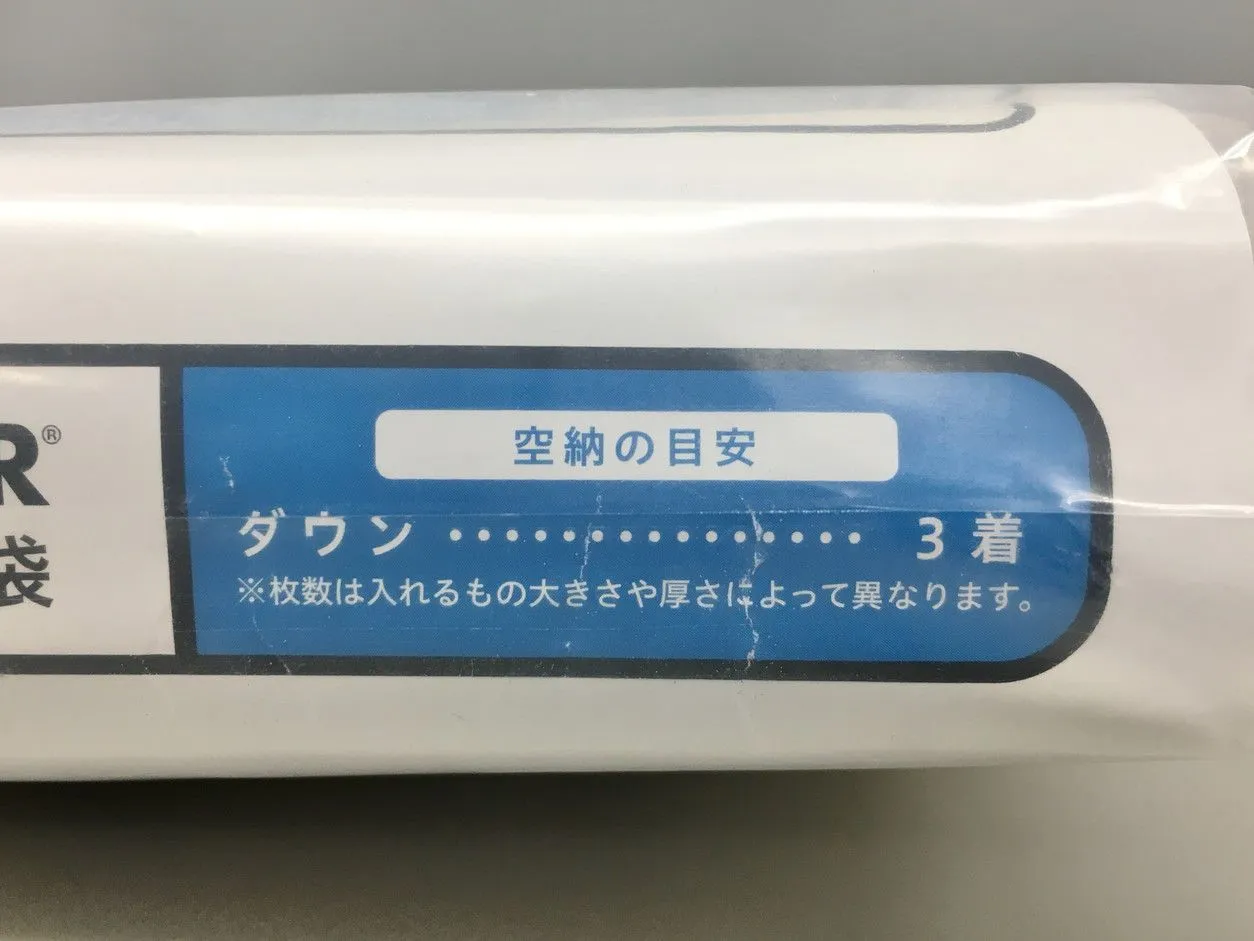 R®
袋
空納の目安
ダウン ・・・・・・・・・・・・・・・ 3着
※枚数は入れるもの大きさや厚さによって異なります。